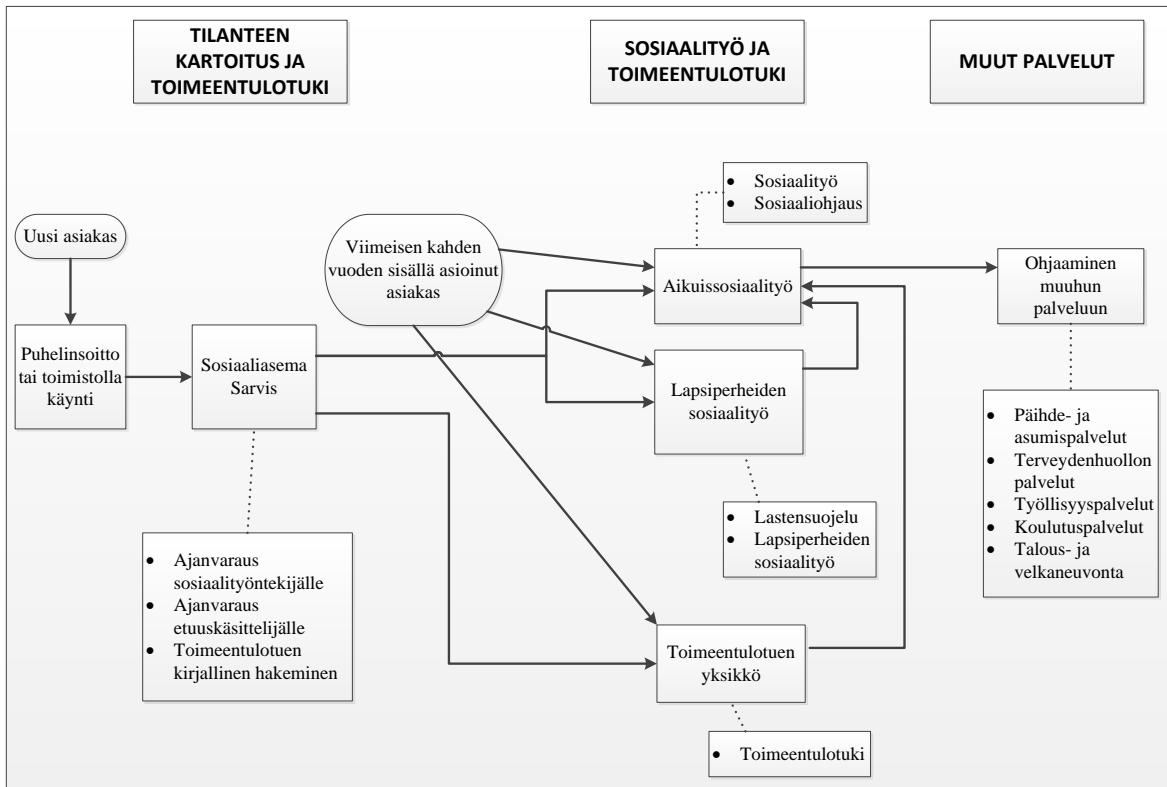 TILANTEEN
KARTOITUS JA
TOIMEENTULOTUKI
SOSIAALITYÖ JA
TOIMEENTULOTUKI
MUUT PALVELUT
• Sosiaalityö
• Sosiaaliohjaus
Uusi asiakas
Viimeisen kahden
vuoden sisällä asioinut
asiakas
Aikuissosiaalityö
Ohjaaminen
muuhun
palveluun
Puhelinsoitto
tai toimistolla
käynti
Sosiaaliasema
Sarvis
Lapsiperheiden
sosiaalityö
• Päihde- ja
asumispalvelut
• Terveydenhuollon
palvelut
• Työllisyyspalvelut
• Koulutuspalvelut
• Talous- ja
velkaneuvonta
• Lastensuojelu
• Lapsiperheiden
sosiaalityö
• Ajanvaraus
sosiaalityöntekijälle
• Ajanvaraus
etuuskäsittelijälle
• Toimeentulotuen
kirjallinen hakeminen
Toimeentulotuen
yksikkö
• Toimeentulotuki